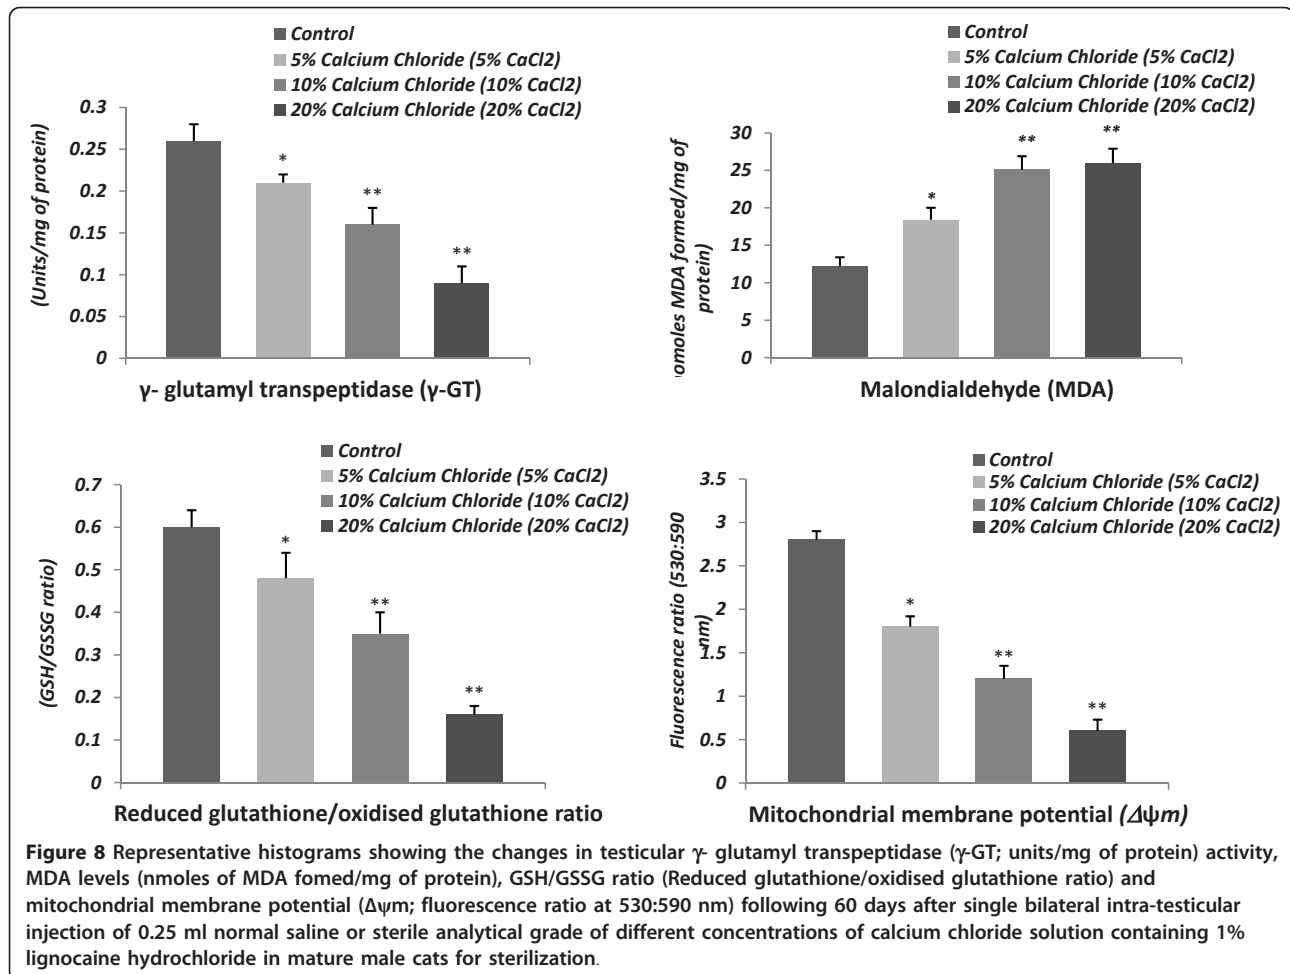 Control
5% Calcium Chloride (5% CaCl2)
10% Calcium Chloride (10% CaCl2)
20% Calcium Chloride (20% CaCl2)
(Units/mg of protein)
0.3
0.25
0.2
0.15
0.1
0.05
0
*
**
**
γ- glutamyl transpeptidase (γ-GT)
Control
5% Calcium Chloride (5% CaCl2)
10% Calcium Chloride (10% CaCl2)
20% Calcium Chloride (20% CaCl2)
MDA formed/mg of
protein)
30
25
20
15
10
5
0
*
**
**
Malondialdehyde (MDA)
Control
5% Calcium Chloride (5% CaCl2)
10% Calcium Chloride (10% CaCl2)
20% Calcium Chloride (20% CaCl2)
(GSH/GSSG ratio)
0.7
0.6
0.5
0.4
0.3
0.2
0.1
0
*
**
**
Reduced glutathione/oxidised glutathione ratio
Control
5% Calcium Chloride (5% CaCl2)
10% Calcium Chloride (10% CaCl2)
20% Calcium Chloride (20% CaCl2)
Fluorescence ratio (530:590
nm)
3.5
3
2.5
2
1.5
1
0.5
0
*
**
**
Mitochondrial membrane potential (Δψm)
Figure 8 Representative histograms showing the changes in testicular γ- glutamyl transpeptidase (γ-GT; units/mg of protein) activity,
MDA levels (nmoles of MDA fomed/mg of protein), GSH/GSSG ratio (Reduced glutathione/oxidised glutathione ratio) and
mitochondrial membrane potential (Δψm; fluorescence ratio at 530:590 nm) following 60 days after single bilateral intra-testicular
injection of 0.25 ml normal saline or sterile analytical grade of different concentrations of calcium chloride solution containing 1%
lignocaine hydrochloride in mature male cats for sterilization.